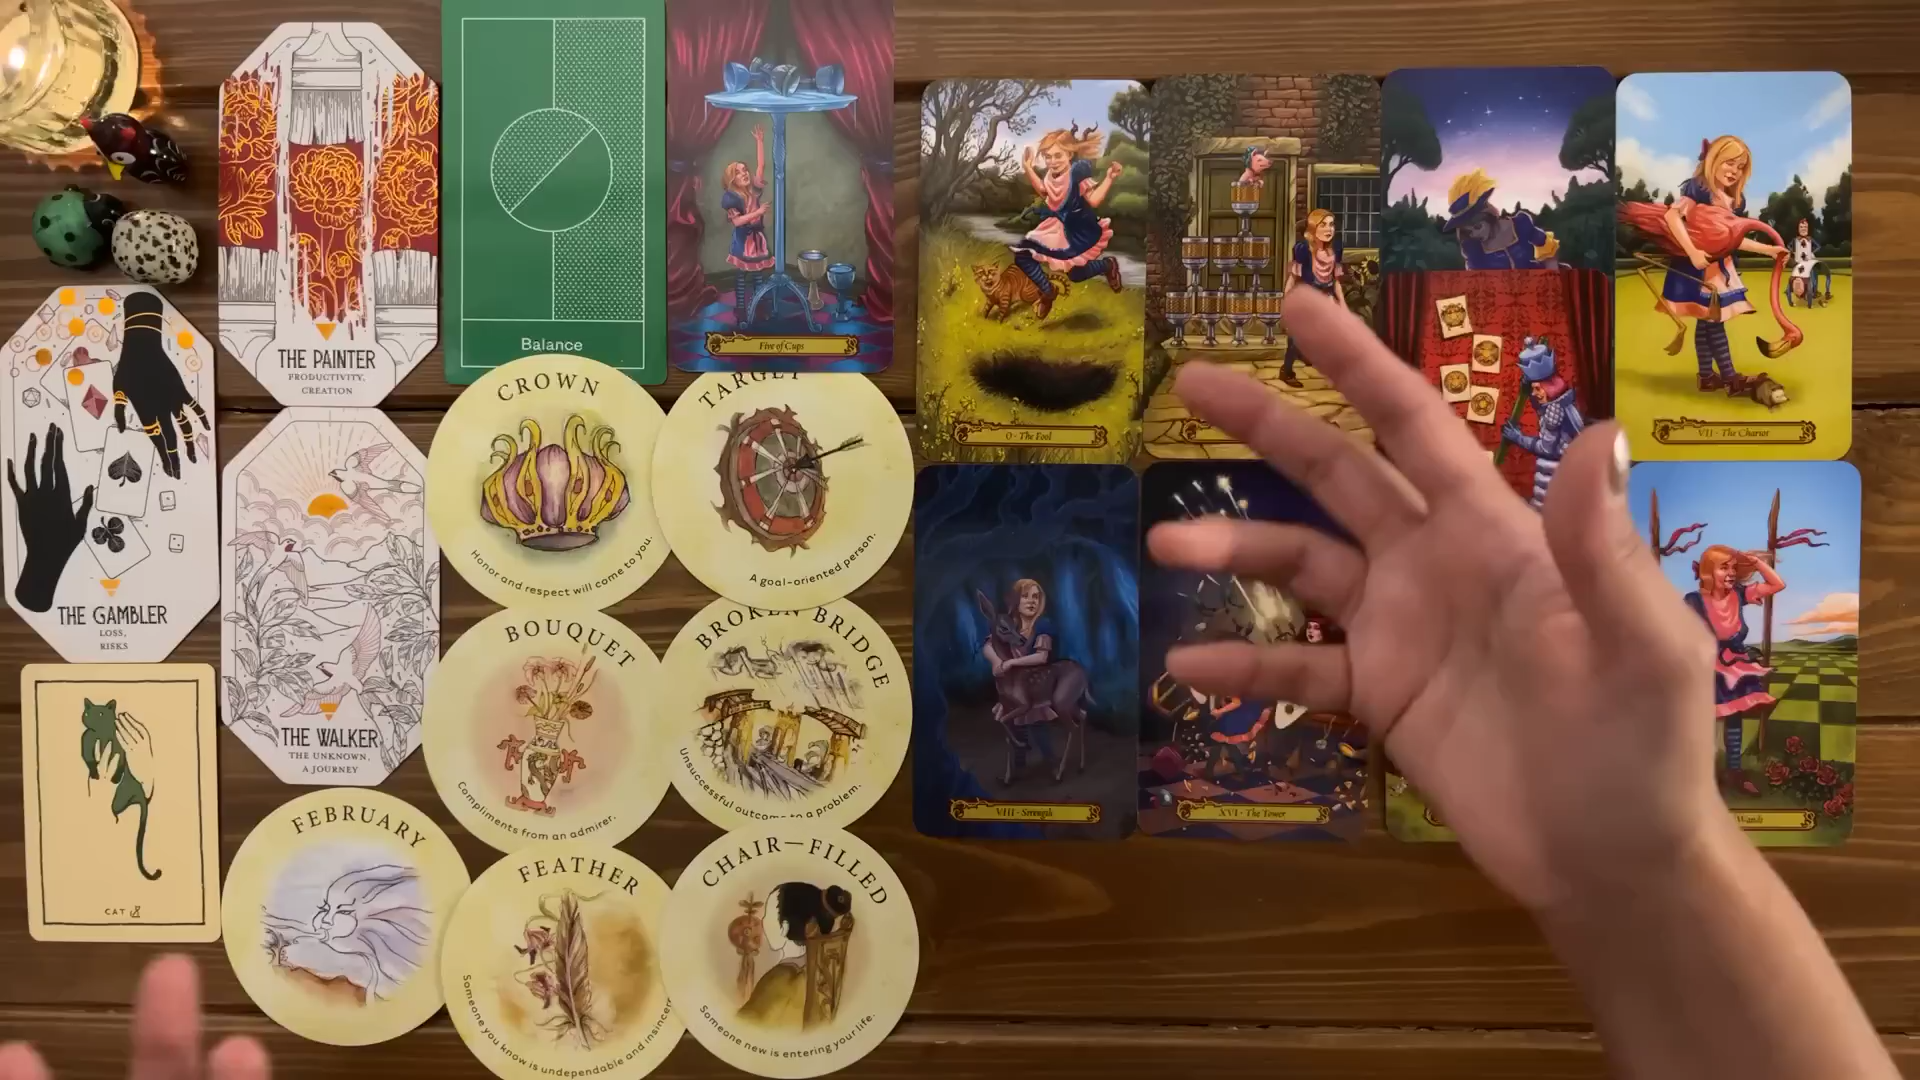 THE PAINTER
PRODUCTIVITY,
CREATION
Balance
Five of Cups
THE GAMBLER
LOSS,
RISKS
THE WALKER
THE UNKNOWN,
A JOURNEY
CAT
CROWN
Honor and respect will come to you.
TARGET
A goal-oriented person.
BOUQUET
Compliments from an admirer.
BROKEN BRIDGE
Unsuccessful outcome to a problem.
FEBRUARY
FEATHER
Someone you know is undependable and insincere
CHAIR—FILLED
Someone new is entering your life.
0 - The Fool
VII - The Chariot
VIII - Strength
XVI - The Tower
Wands